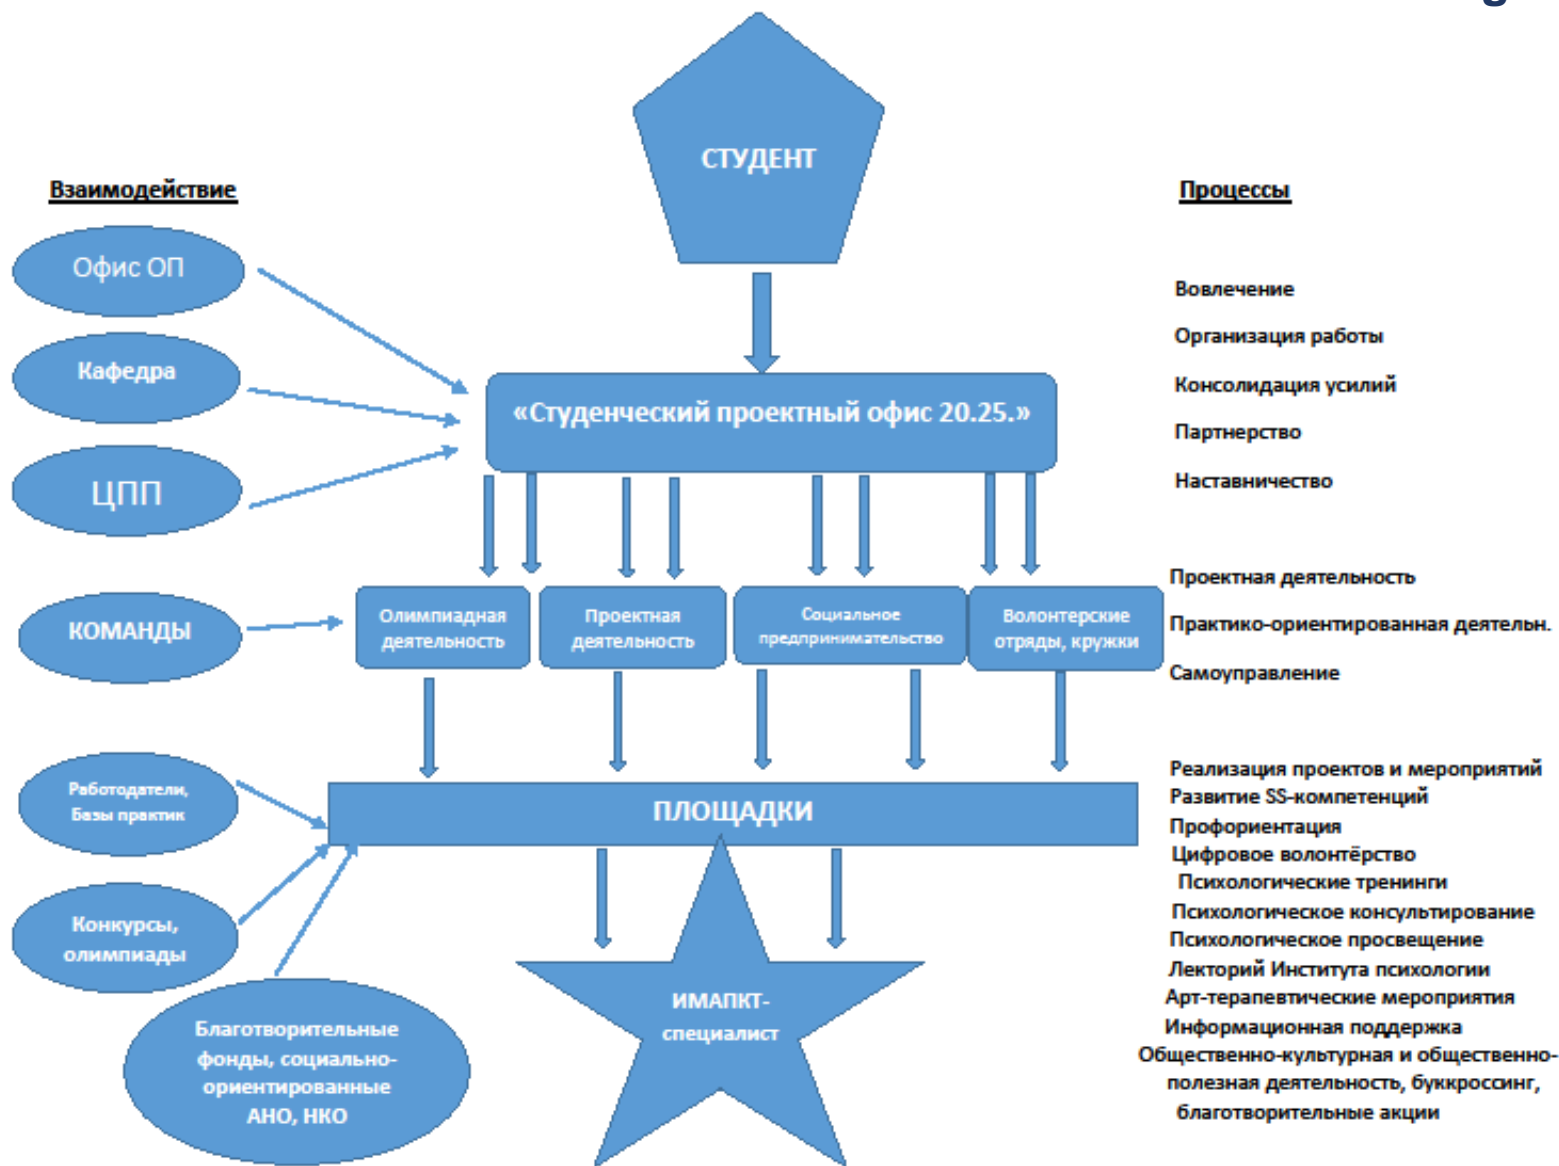 g
СТУДЕНТ
Взаимодействие
Процессы
Офис ОП
Вовлечение
Организация работы
Кафедра
Консолидация усилий
«Студенческий проектный офис 20.25.»
Партнерство
ЦПП
Наставничество
Проектная деятельность
КОМАНДЫ
Олимпиадная
деятельность
Проектная
деятельность
Социальное
предпринимательство
Волонтерские
отряды, кружки
Практико-ориентированная деятельн.
Самоуправление
Работодатели,
Базы практик
ПЛОЩАДКИ
Реализация проектов и мероприятий
Развитие SS-компетенций
Профориентация
Цифровое волонтёрство
Психологические тренинги
Психологическое консультирование
Психологическое просвещение
Лекторий Института психологии
Арт-терапевтические мероприятия
Информационная поддержка
Общественно-культурная и общественно-
полезная деятельность, буккроссинг,
благотворительные акции
Конкурсы,
олимпиады
ИМАПКТ-
специалист
Благотворительные
фонды, социально-
ориентированные
АНО, НКО